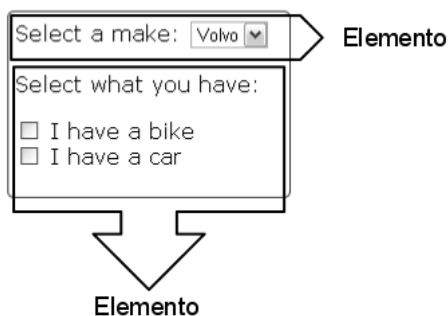 Select a make: Volvo
Elemento
Select what you have:
I have a bike
I have a car
Elemento